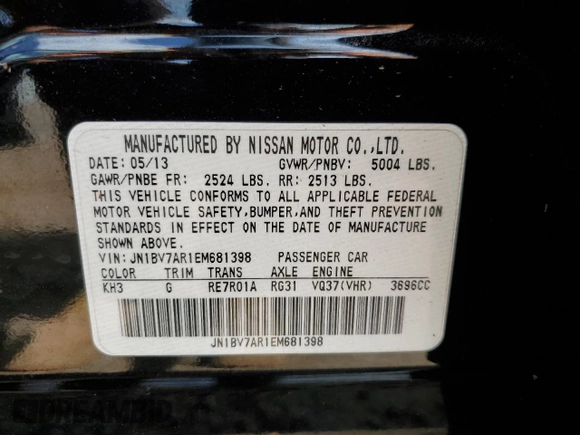 MANUFACTURED BY NISSAN MOTOR CO.,LTD.
DATE: 05/13 GVWR/PNBV: 5004 LBS.
GAWR/PNBE FR: 2524 LBS. RR: 2513 LBS.
THIS VEHICLE CONFORMS TO ALL APPLICABLE FEDERAL
MOTOR VEHICLE SAFETY,BUMPER,AND THEFT PREVENTION
STANDARDS IN EFFECT ON THE DATE OF MANUFACTURE
SHOWN ABOVE.
VIN: JN1BV7AR1EM681398 PASSENGER CAR
COLOR TRIM TRANS AXLE ENGINE
KH3 G RE7R01A RG31 VQ37(VHR) 3696CC
JN1BV7AR1EM681398
DREAMBID